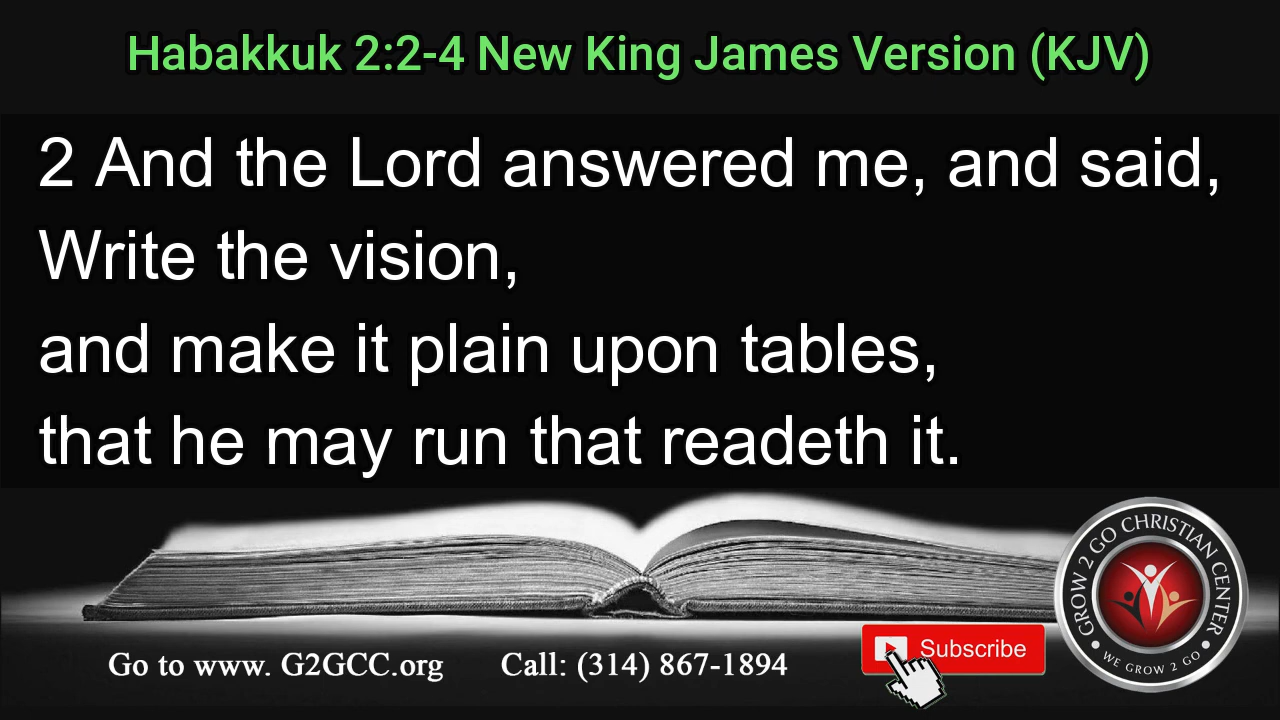 Habakkuk 2:2-4 New King James Version (KJV)
2 And the Lord answered me, and said,
Write the vision,
and make it plain upon tables,
that he may run that readeth it.
GROW 2 GO CHRISTIAN CENTER
WE GROW 2 GO
Subscribe
Go to www. G2GCC.org Call: (314) 867-1894